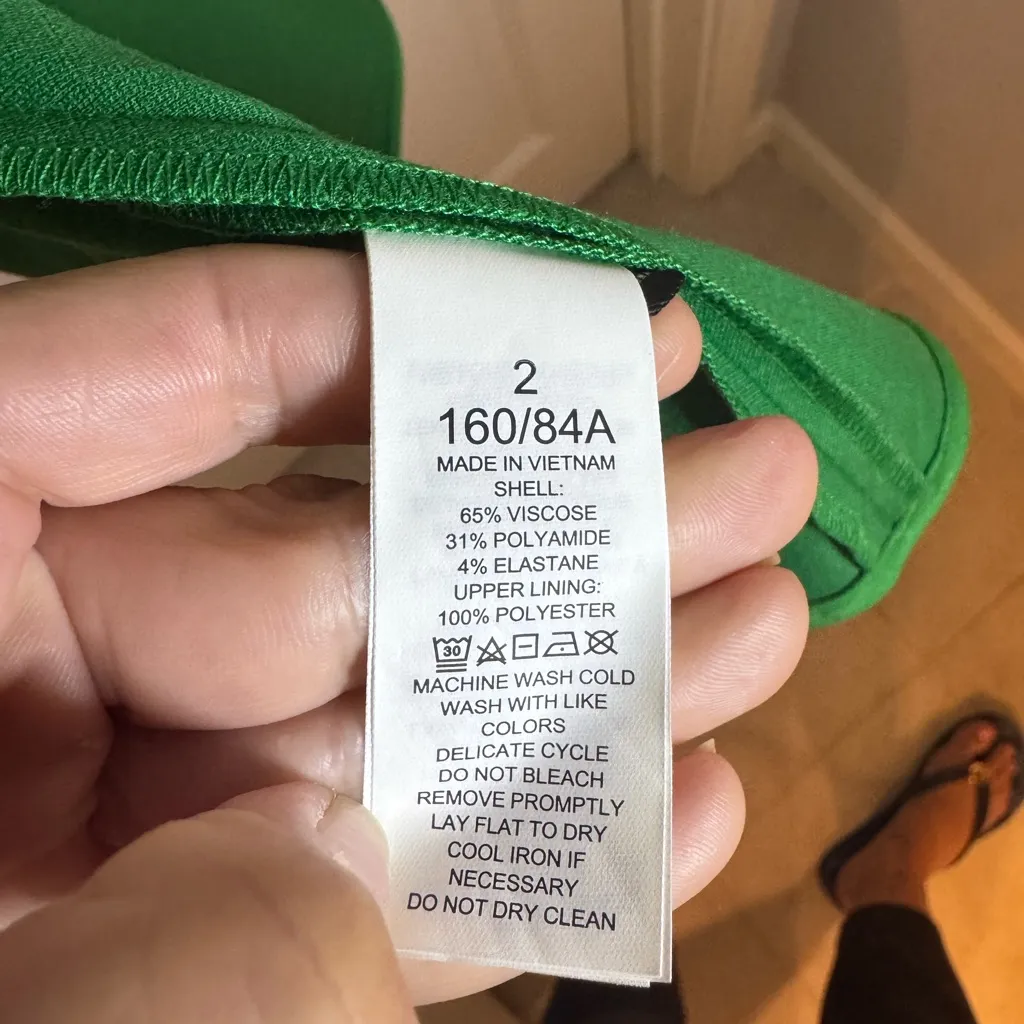 2
160/84A
MADE IN VIETNAM
SHELL:
65% VISCOSE
31% POLYAMIDE
4% ELASTANE
UPPER LINING:
100% POLYESTER
30
MACHINE WASH COLD
WASH WITH LIKE
COLORS
DELICATE CYCLE
DO NOT BLEACH
REMOVE PROMPTLY
LAY FLAT TO DRY
COOL IRON IF
NECESSARY
DO NOT DRY CLEAN